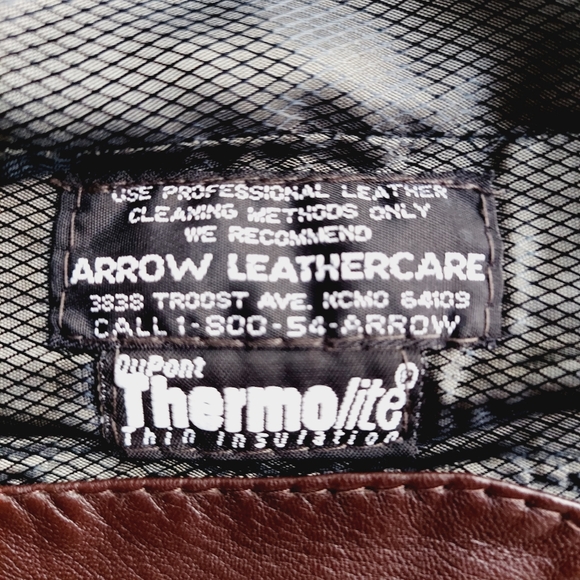 USE PROFESSIONAL LEATHER
CLEANING METHODS ONLY
WE RECOMMEND
ARROW LEATHERCARE
3838 TROOST AVE. KCMO 64109
CALL 1-800-54-ARROW
DuPont
Thermolite®
thin insulation